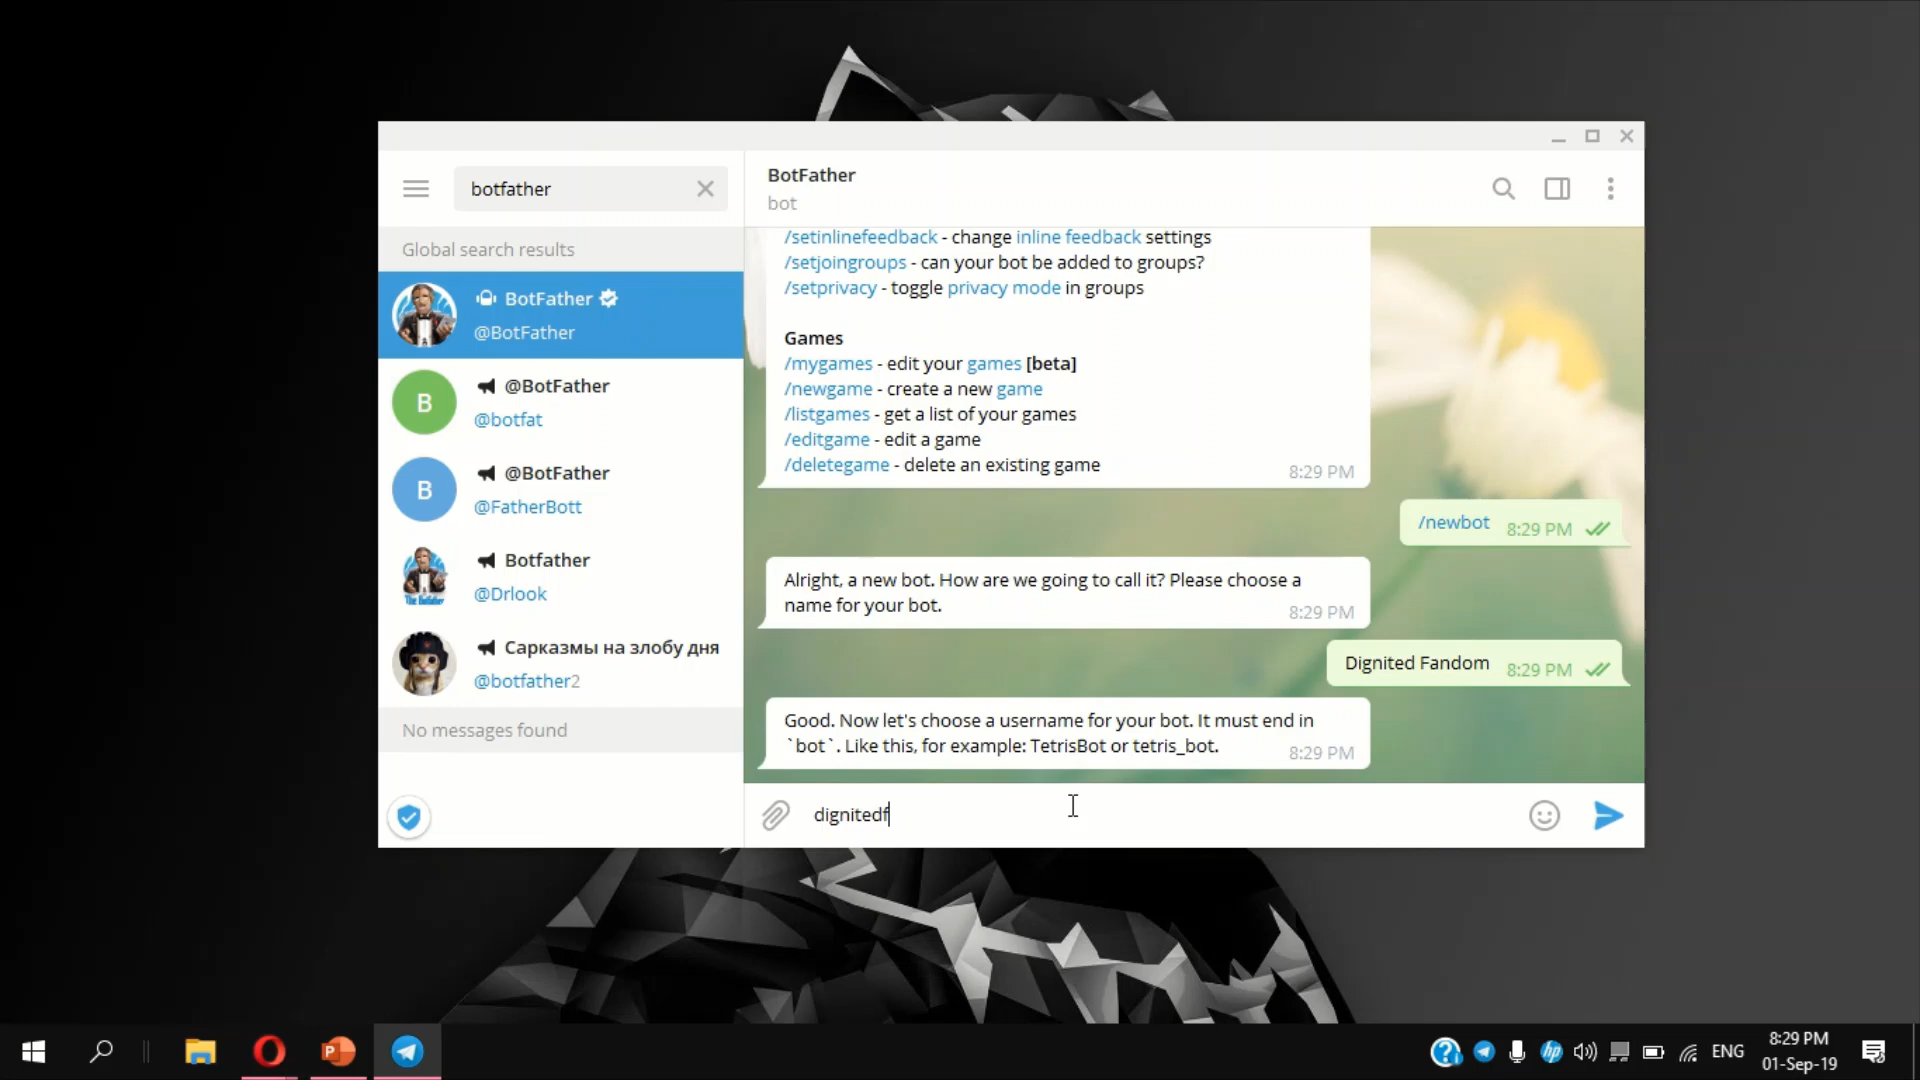 botfather
Global search results
BotFather
@BotFather
B
@BotFather
@botfat
B
@BotFather
@FatherBott
The Botfather
Botfather
@Drlook
Сарказмы на злобу дня
@botfather2
No messages found
BotFather
bot
/setinlinefeedback - change inline feedback settings
/setjoingroups - can your bot be added to groups?
/setprivacy - toggle privacy mode in groups
Games
/mygames - edit your games [beta]
/newgame - create a new game
/listgames - get a list of your games
/editgame - edit a game
/deletegame - delete an existing game
8:29 PM
/newbot 8:29 PM
Alright, a new bot. How are we going to call it? Please choose a
name for your bot.
8:29 PM
Dignited Fandom 8:29 PM
Good. Now let's choose a username for your bot. It must end in
`bot`. Like this, for example: TetrisBot or tetris_bot.
8:29 PM
dignitedf
P
?
hp
ENG
8:29 PM
01-Sep-19